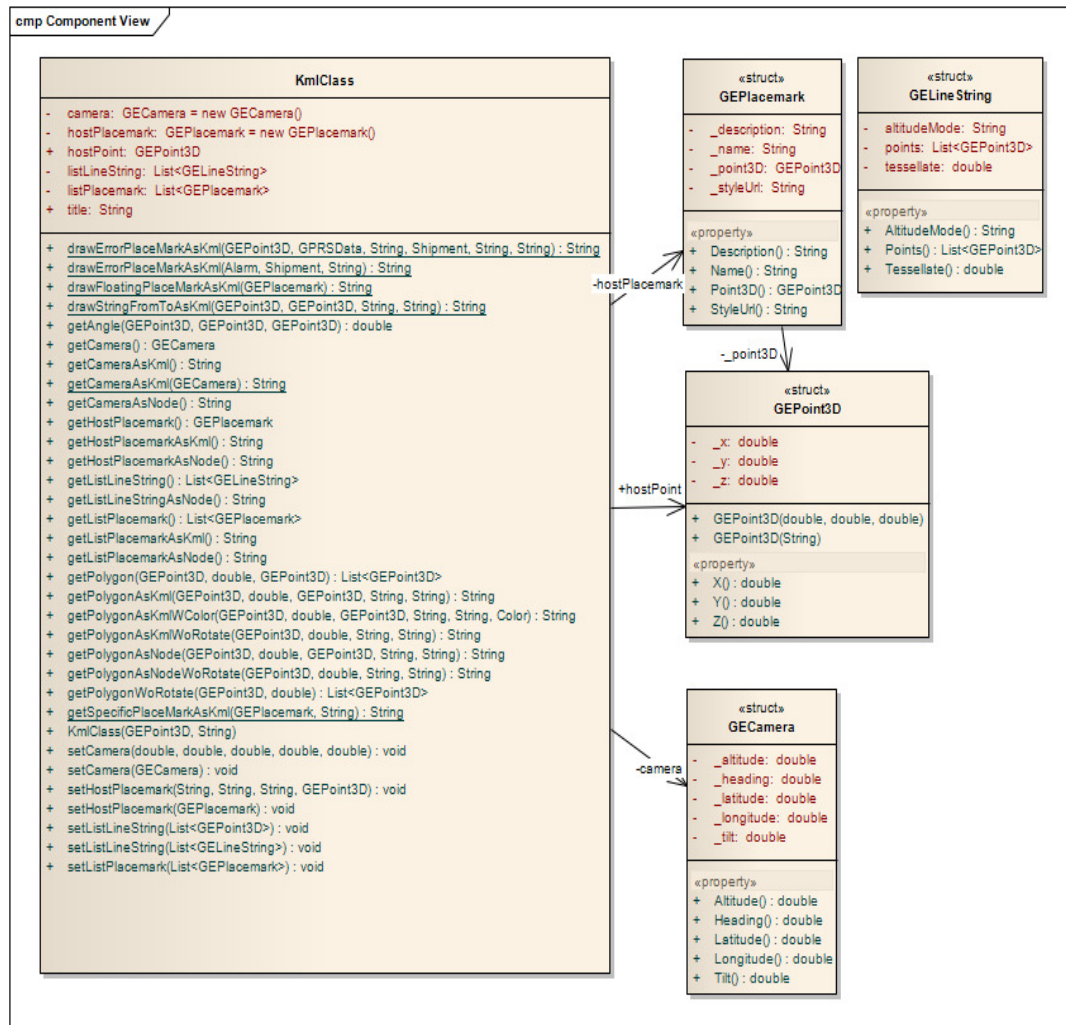 cmp Component View
KmlClass
- camera: GECamera = new GECamera()
- hostPlacemark: GEPlacemark = new GEPlacemark()
+ hostPoint: GEPoint3D
- listLineString: List<GELineString>
- listPlacemark: List<GEPlacemark>
+ title: String
+ drawErrorPlaceMarkAsKml(GEPoint3D, GPRSData, String, Shipment, String, String) : String
+ drawErrorPlaceMarkAsKml(Alarm, Shipment, String) : String
+ drawFloatingPlaceMarkAsKml(GEPlacemark) : String
+ drawStringFromToAsKml(GEPoint3D, GEPoint3D, String, String) : String
+ getAngle(GEPoint3D, GEPoint3D, GEPoint3D) : double
+ getCamera() : GECamera
+ getCameraAsKml() : String
+ getCameraAsKml(GECamera) : String
+ getCameraAsNode() : String
+ getHostPlacemark() : GEPlacemark
+ getHostPlacemarkAsKml() : String
+ getHostPlacemarkAsNode() : String
+ getListLineString() : List<GELineString>
+ getListLineStringAsNode() : String
+ getListPlacemark() : List<GEPlacemark>
+ getListPlacemarkAsKml() : String
+ getListPlacemarkAsNode() : String
+ getPolygon(GEPoint3D, double, GEPoint3D) : List<GEPoint3D>
+ getPolygonAsKml(GEPoint3D, double, GEPoint3D, String, String) : String
+ getPolygonAsKmlWColor(GEPoint3D, double, GEPoint3D, String, String, Color) : String
+ getPolygonAsKmlWoRotate(GEPoint3D, double, String, String) : String
+ getPolygonAsNode(GEPoint3D, double, GEPoint3D, String, String) : String
+ getPolygonAsNodeWoRotate(GEPoint3D, double, String, String) : String
+ getPolygonWoRotate(GEPoint3D, double) : List<GEPoint3D>
+ getSpecificPlaceMarkAsKml(GEPlacemark, String) : String
+ KmlClass(GEPoint3D, String)
+ setCamera(double, double, double, double, double) : void
+ setCamera(GECamera) : void
+ setHostPlacemark(String, String, String, GEPoint3D) : void
+ setHostPlacemark(GEPlacemark) : void
+ setListLineString(List<GEPoint3D>) : void
+ setListLineString(List<GELineString>) : void
+ setListPlacemark(List<GEPlacemark>) : void
-hostPlacemark
«struct»
GEPlacemark
- _description: String
- _name: String
- _point3D: GEPoint3D
- _styleUrl: String
«property»
+ Description() : String
+ Name() : String
+ Point3D() : GEPoint3D
+ StyleUrl() : String
«struct»
GELineString
- altitudeMode: String
- points: List<GEPoint3D>
- tessellate: double
«property»
+ AltitudeMode() : String
+ Points() : List<GEPoint3D>
+ Tessellate() : double
-_point3D
+hostPoint
«struct»
GEPoint3D
- _x: double
- _y: double
- _z: double
+ GEPoint3D(double, double, double)
+ GEPoint3D(String)
«property»
+ X() : double
+ Y() : double
+ Z() : double
-camera
«struct»
GECamera
- _altitude: double
- _heading: double
- _latitude: double
- _longitude: double
- _tilt: double
«property»
+ Altitude() : double
+ Heading() : double
+ Latitude() : double
+ Longitude() : double
+ Tilt() : double